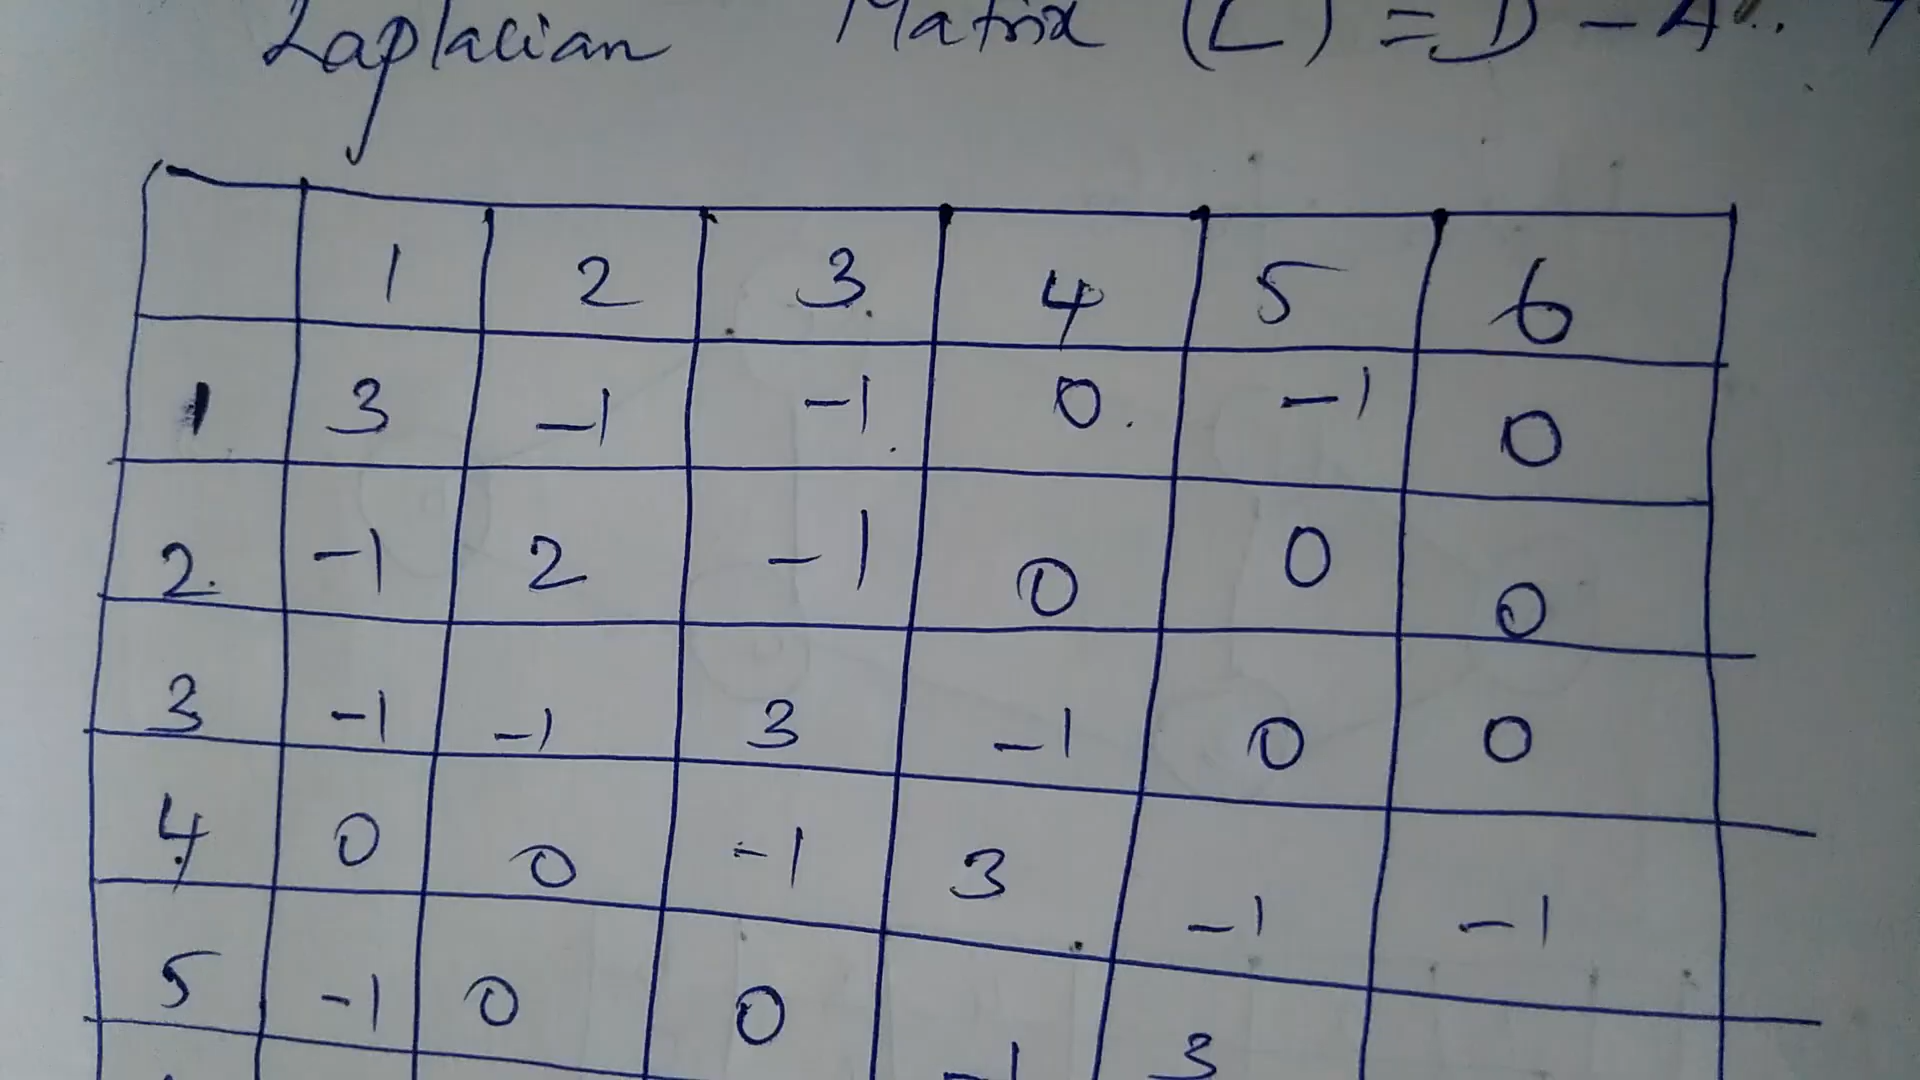 Laplacian Matrix (L) = D - A
1 2 3 4 5 6
1 3 -1 -1 0 -1 0
2 -1 2 -1 0 0 0
3 -1 -1 3 -1 0 0
4 0 0 -1 3 -1 -1
5 -1 0 0 -1 3